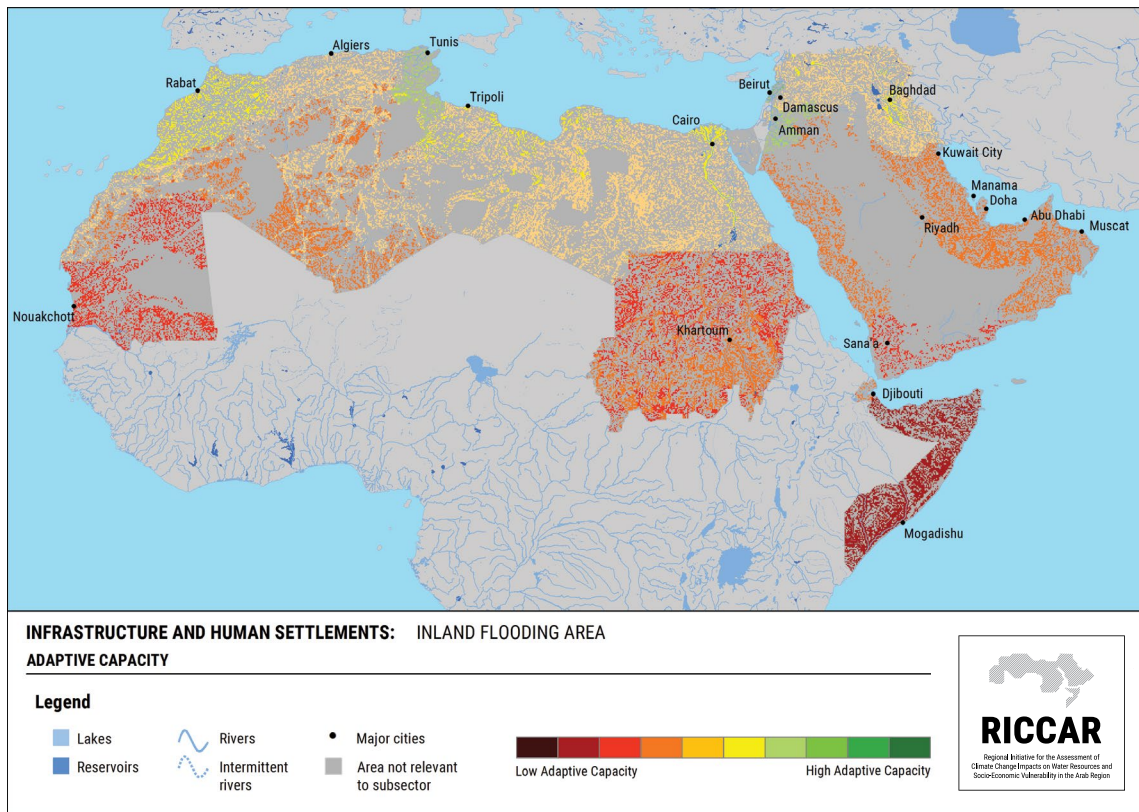 Algiers
Tunis
Rabat
Tripoli
Beirut
Baghdad
Damascus
Cairo
Amman
Kuwait City
Manama
Doha
Abu Dhabi
Riyadh
Muscat
Nouakchott
Khartoum
Sana'a
Djibouti
Mogadishu
INFRASTRUCTURE AND HUMAN SETTLEMENTS: INLAND FLOODING AREA
ADAPTIVE CAPACITY
Legend
Lakes
Rivers
Major cities
Reservoirs
Intermittent
rivers
Area not relevant
to subsector
Low Adaptive Capacity
High Adaptive Capacity
RICCAR
Regional Initiative for the Assessment of
Climate Change Impacts on Water Resources and
Socio-Economic Vulnerability in the Arab Region